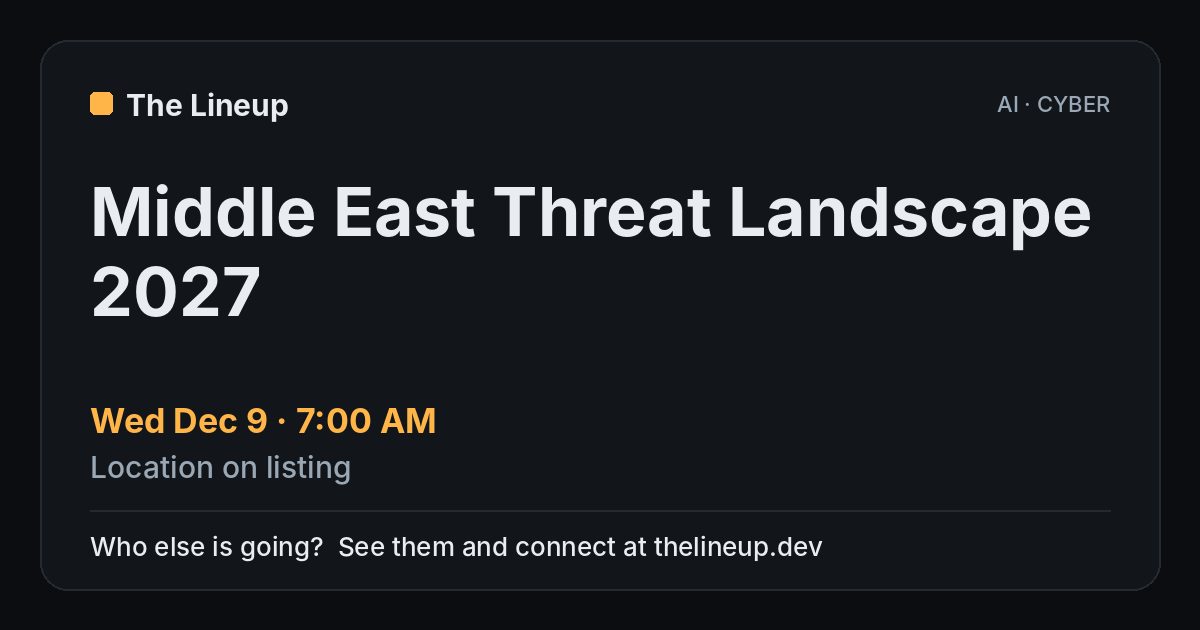 The Lineup
AI · CYBER
Middle East Threat Landscape
2027
Wed Dec 9 · 7:00 AM
Location on listing
Who else is going?  See them and connect at thelineup.dev